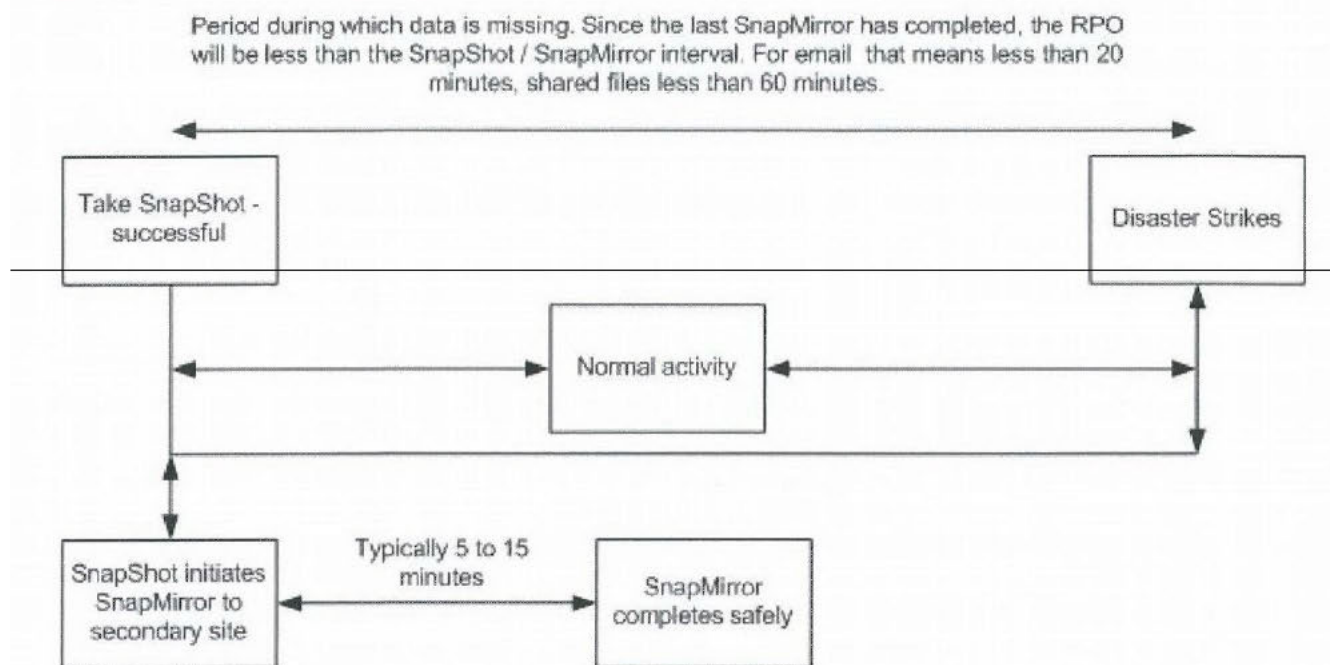 Period during which data is missing. Since the last SnapMirror has completed, the RPO
will be less than the SnapShot / SnapMirror interval. For email that means less than 20
minutes, shared files less than 60 minutes.
Take SnapShot -
successful
Disaster Strikes
Normal activity
SnapShot initiates
SnapMirror to
secondary site
Typically 5 to 15
minutes
SnapMirror
completes safely